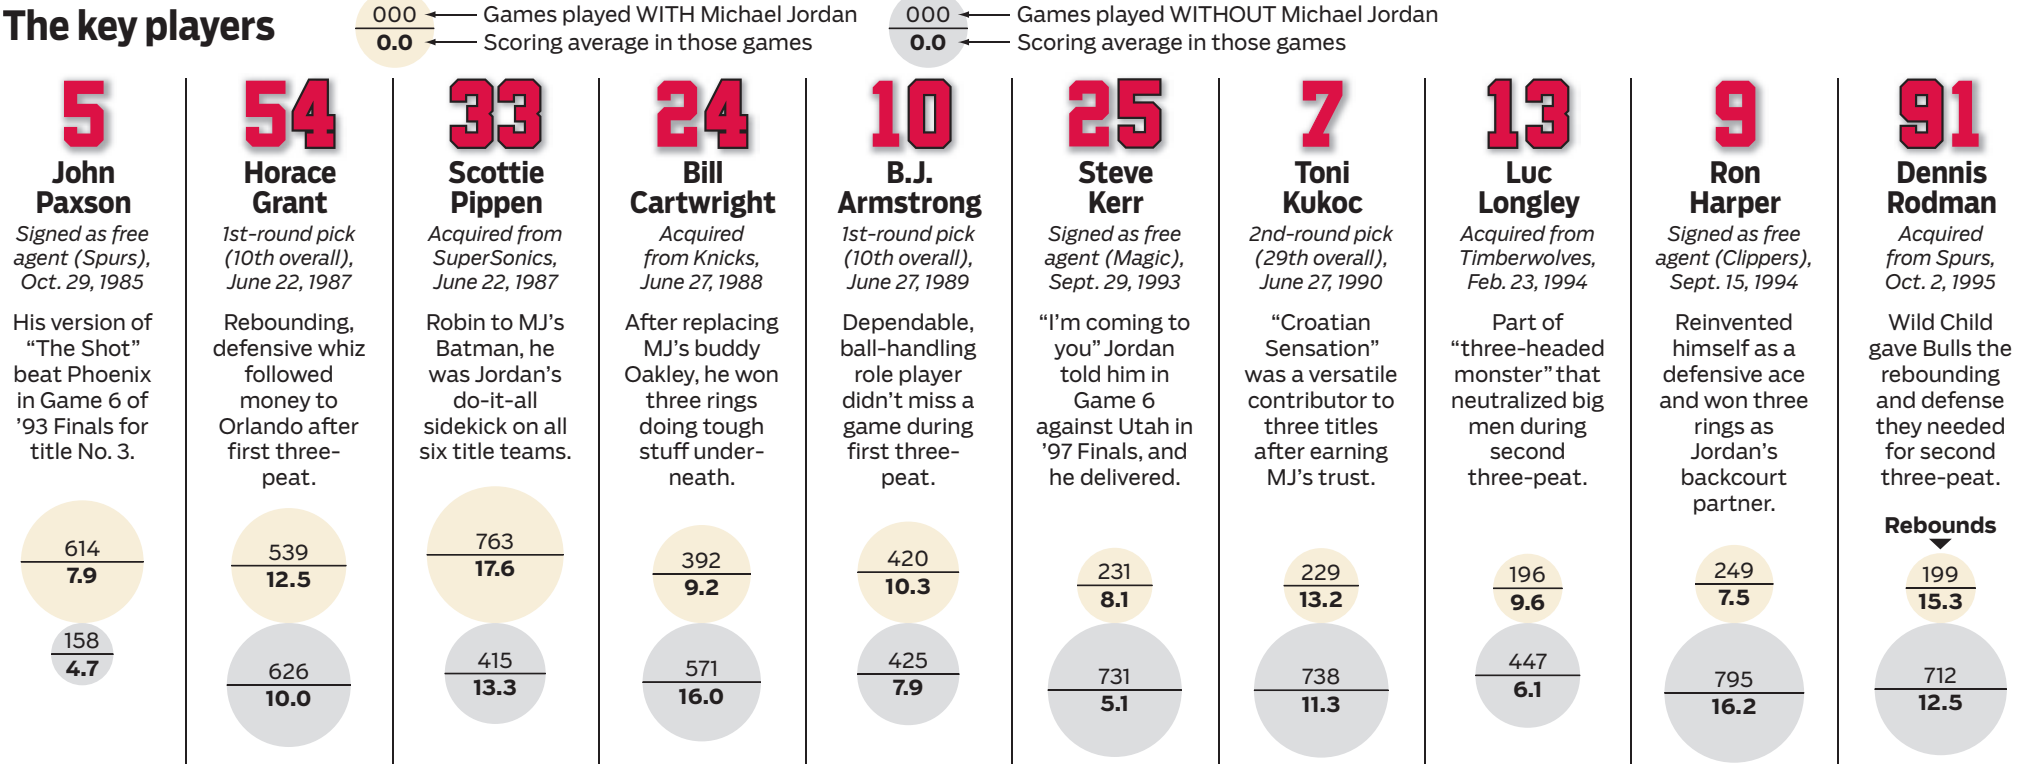 The key players
000 Games played WITH Michael Jordan
0.0 Scoring average in those games
000 Games played WITHOUT Michael Jordan
0.0 Scoring average in those games
5
John
Paxson
Signed as free
agent (Spurs),
Oct. 29, 1985
His version of
“The Shot”
beat Phoenix
in Game 6 of
’93 Finals for
title No. 3.
614
7.9
158
4.7
54
Horace
Grant
1st-round pick
(10th overall),
June 22, 1987
Rebounding,
defensive whiz
followed
money to
Orlando after
first three-
peat.
539
12.5
626
10.0
33
Scottie
Pippen
Acquired from
SuperSonics,
June 22, 1987
Robin to MJ’s
Batman, he
was Jordan’s
do-it-all
sidekick on all
six title teams.
763
17.6
415
13.3
24
Bill
Cartwright
Acquired
from Knicks,
June 27, 1988
After replacing
MJ’s buddy
Oakley, he won
three rings
doing tough
stuff under-
neath.
392
9.2
571
16.0
10
B.J.
Armstrong
1st-round pick
(10th overall),
June 27, 1989
Dependable,
ball-handling
role player
didn’t miss a
game during
first three-
peat.
420
10.3
425
7.9
25
Steve
Kerr
Signed as free
agent (Magic),
Sept. 29, 1993
“I’m coming to
you” Jordan
told him in
Game 6
against Utah in
’97 Finals, and
he delivered.
231
8.1
731
5.1
7
Toni
Kukoc
2nd-round pick
(29th overall),
June 27, 1990
“Croatian
Sensation”
was a versatile
contributor to
three titles
after earning
MJ’s trust.
229
13.2
738
11.3
13
Luc
Longley
Acquired from
Timberwolves,
Feb. 23, 1994
Part of
“three-headed
monster” that
neutralized big
men during
second
three-peat.
196
9.6
447
6.1
9
Ron
Harper
Signed as free
agent (Clippers),
Sept. 15, 1994
Reinvented
himself as a
defensive ace
and won three
rings as
Jordan’s
backcourt
partner.
249
7.5
795
16.2
91
Dennis
Rodman
Acquired
from Spurs,
Oct. 2, 1995
Wild Child
gave Bulls the
rebounding
and defense
they needed
for second
three-peat.
Rebounds
199
15.3
712
12.5